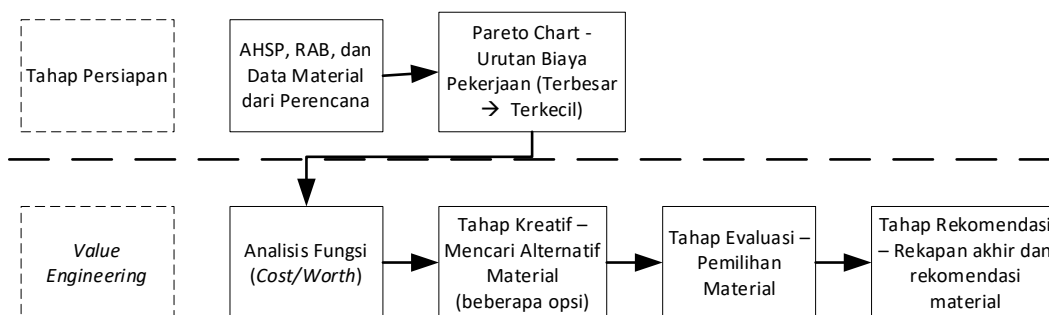 Tahap Persiapan
AHSP, RAB, dan
Data Material
dari Perencana
Pareto Chart -
Urutan Biaya
Pekerjaan (Terbesar
→ Terkecil)
Value
Engineering
Analisis Fungsi
(Cost/Worth)
Tahap Kreatif –
Mencari Alternatif
Material
(beberapa opsi)
Tahap Evaluasi –
Pemilihan
Material
Tahap Rekomendasi
– Rekapan akhir dan
rekomendasi
material